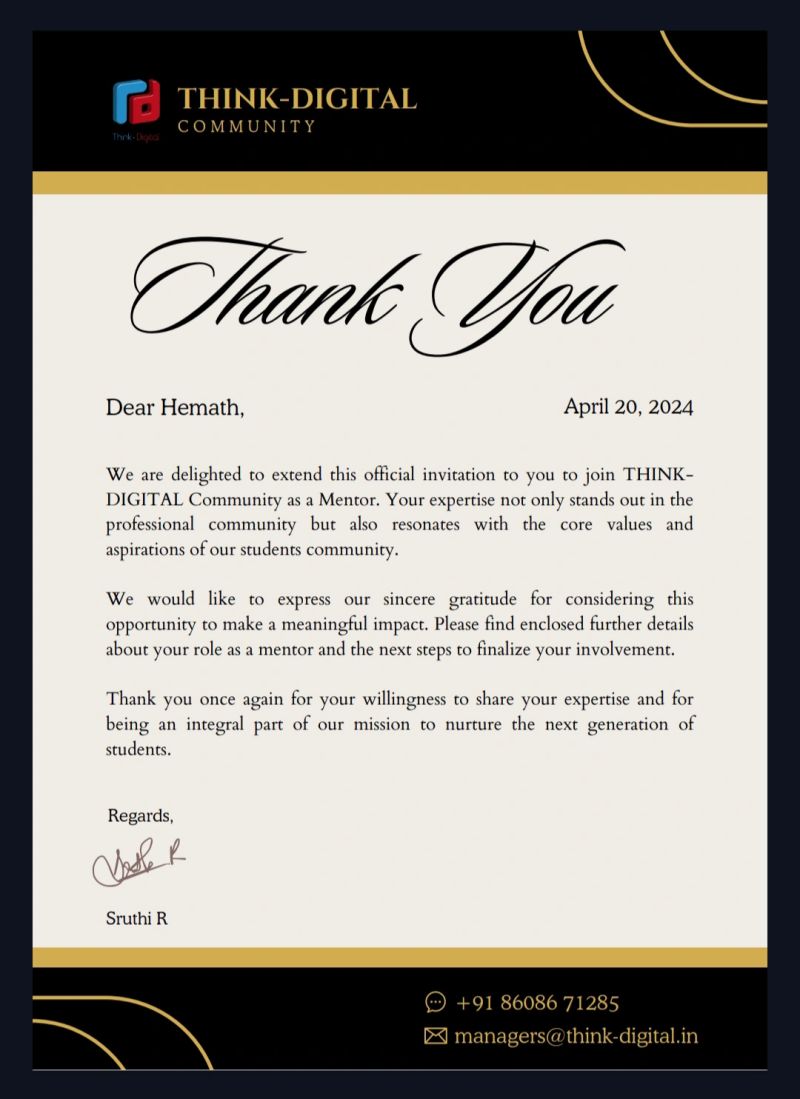 THINK-DIGITAL
COMMUNITY
Think-Digital
Thank You
Dear Hemath,
April 20, 2024
We are delighted to extend this official invitation to you to join THINK-
DIGITAL Community as a Mentor. Your expertise not only stands out in the
professional community but also resonates with the core values and
aspirations of our students community.
We would like to express our sincere gratitude for considering this
opportunity to make a meaningful impact. Please find enclosed further details
about your role as a mentor and the next steps to finalize your involvement.
Thank you once again for your willingness to share your expertise and for
being an integral part of our mission to nurture the next generation of
students.
Regards,
Sruthi R
+91 86086 71285
managers@think-digital.in